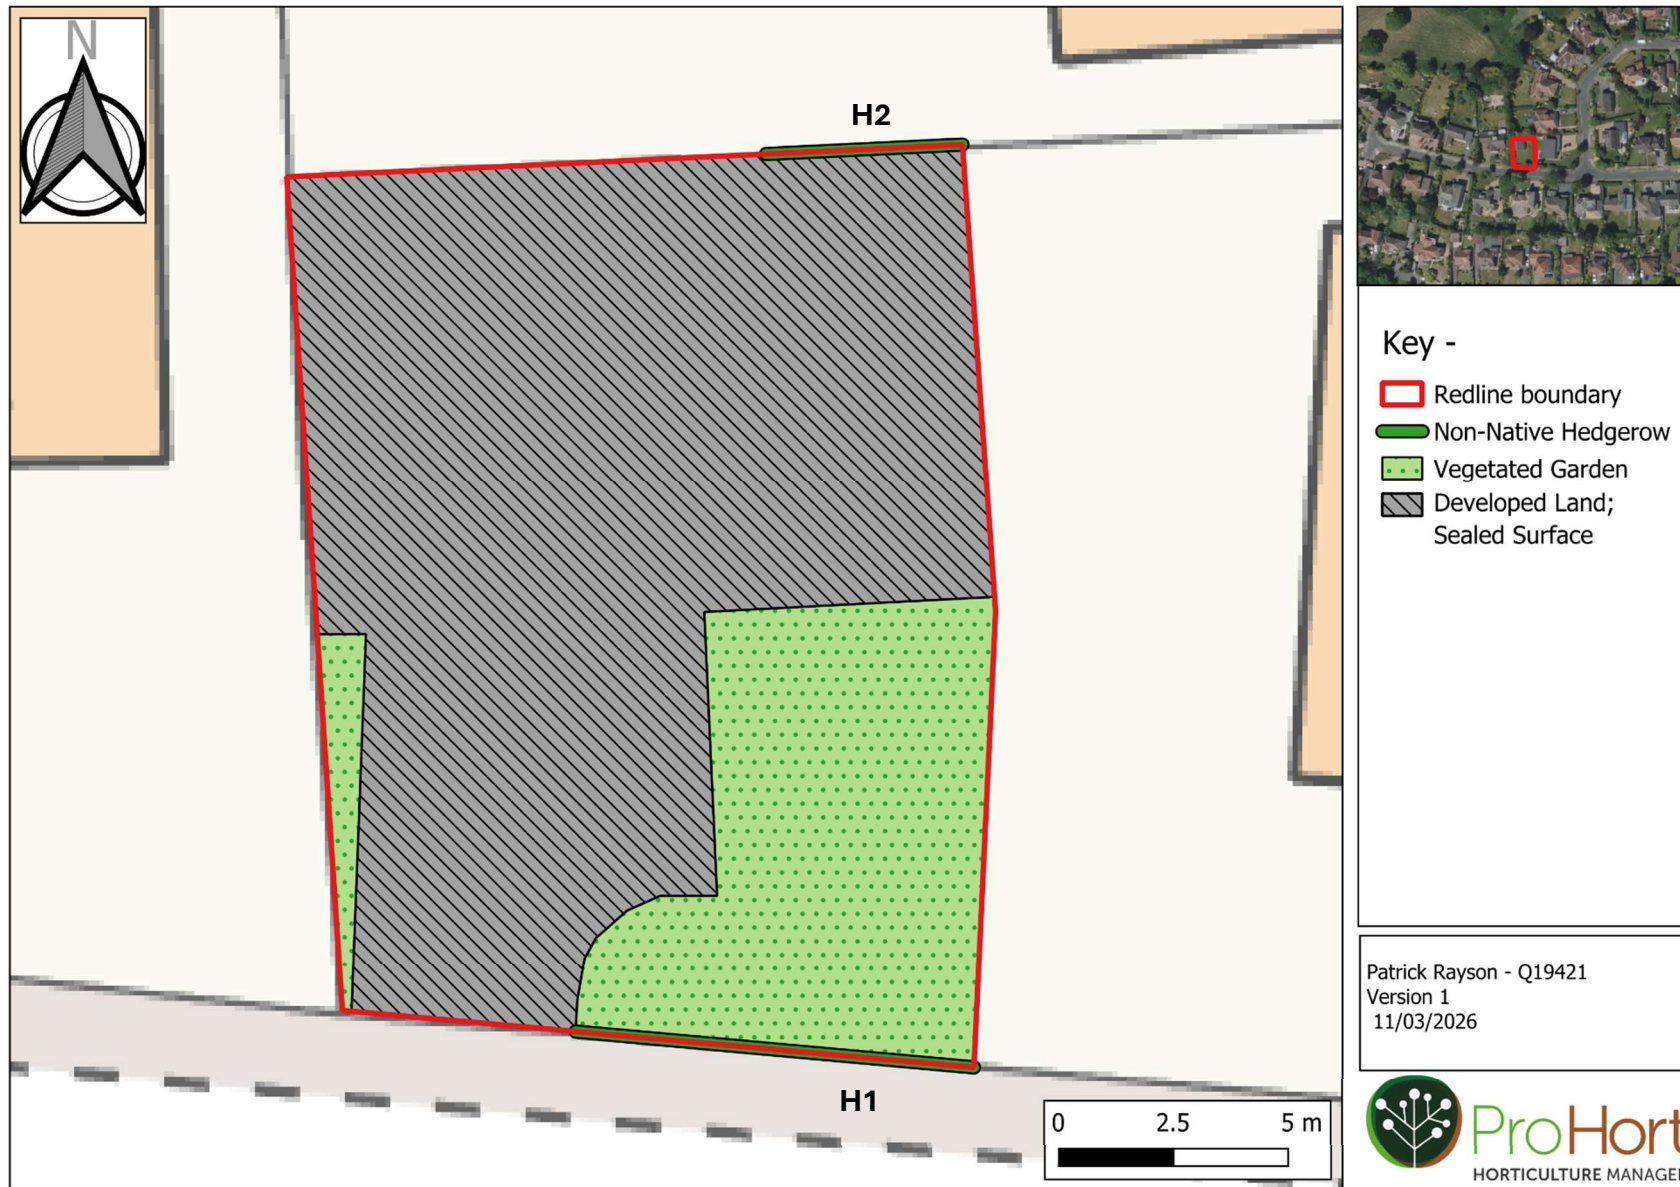 N
H2
Key -
Redline boundary
Non-Native Hedgerow
Vegetated Garden
Developed Land;
Sealed Surface
Patrick Rayson - Q19421
Version 1
11/03/2026
H1
0 2.5 5 m
ProHort
HORTICULTURE